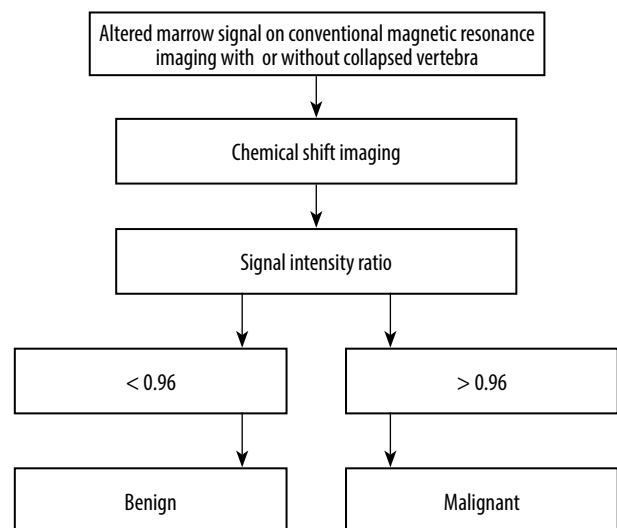 Altered marrow signal on conventional magnetic resonance
imaging with or without collapsed vertebra
Chemical shift imaging
Signal intensity ratio
< 0.96
> 0.96
Benign
Malignant